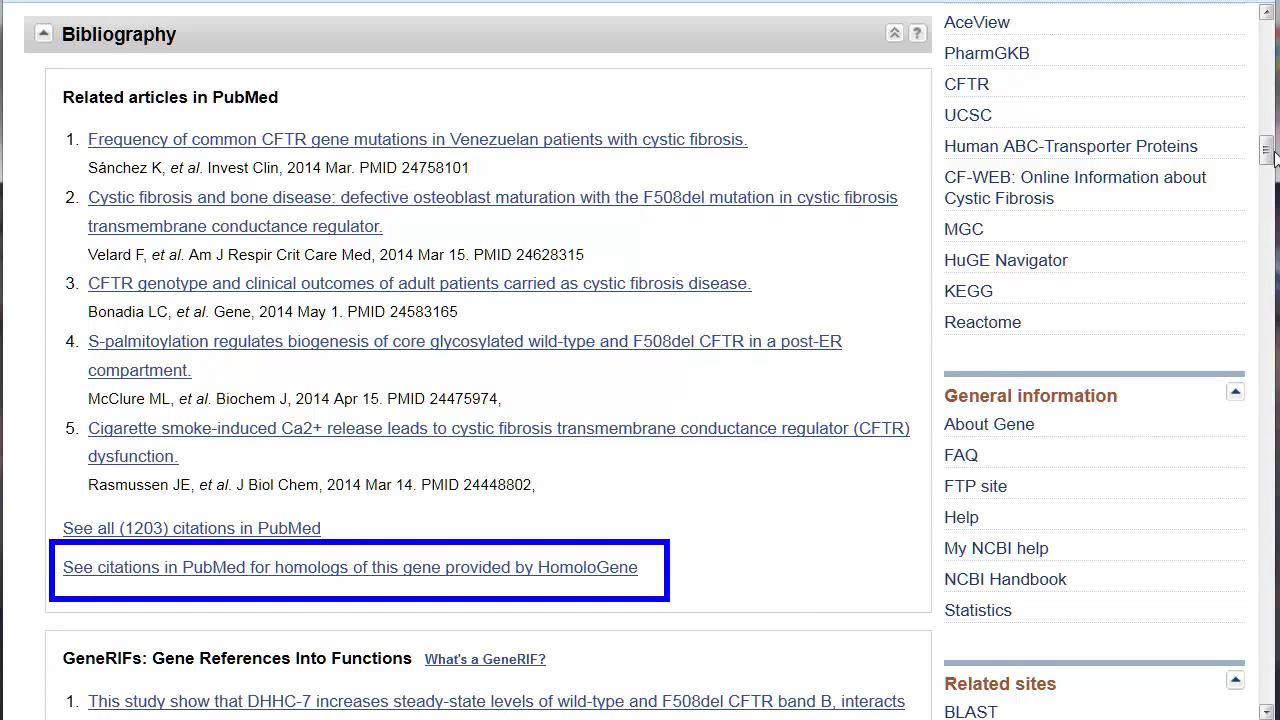 Bibliography
?
Related articles in PubMed
1. Frequency of common CFTR gene mutations in Venezuelan patients with cystic fibrosis.
Sánchez K, et al. Invest Clin, 2014 Mar. PMID 24758101
2. Cystic fibrosis and bone disease: defective osteoblast maturation with the F508del mutation in cystic fibrosis
transmembrane conductance regulator.
Velard F, et al. Am J Respir Crit Care Med, 2014 Mar 15. PMID 24628315
3. CFTR genotype and clinical outcomes of adult patients carried as cystic fibrosis disease.
Bonadia LC, et al. Gene, 2014 May 1. PMID 24583165
4. S-palmitoylation regulates biogenesis of core glycosylated wild-type and F508del CFTR in a post-ER
compartment.
McClure ML, et al. Biochem J, 2014 Apr 15. PMID 24475974,
5. Cigarette smoke-induced Ca2+ release leads to cystic fibrosis transmembrane conductance regulator (CFTR)
dysfunction.
Rasmussen JE, et al. J Biol Chem, 2014 Mar 14. PMID 24448802,
See all (1203) citations in PubMed
See citations in PubMed for homologs of this gene provided by HomoloGene
GeneRIFs: Gene References Into Functions What's a GeneRIF?
1. This study show that DHHC-7 increases steady-state levels of wild-type and F508del CFTR band B, interacts
AceView
PharmGKB
CFTR
UCSC
Human ABC-Transporter Proteins
CF-WEB: Online Information about
Cystic Fibrosis
MGC
HuGE Navigator
KEGG
Reactome
General information
About Gene
FAQ
FTP site
Help
My NCBI help
NCBI Handbook
Statistics
Related sites
BLAST